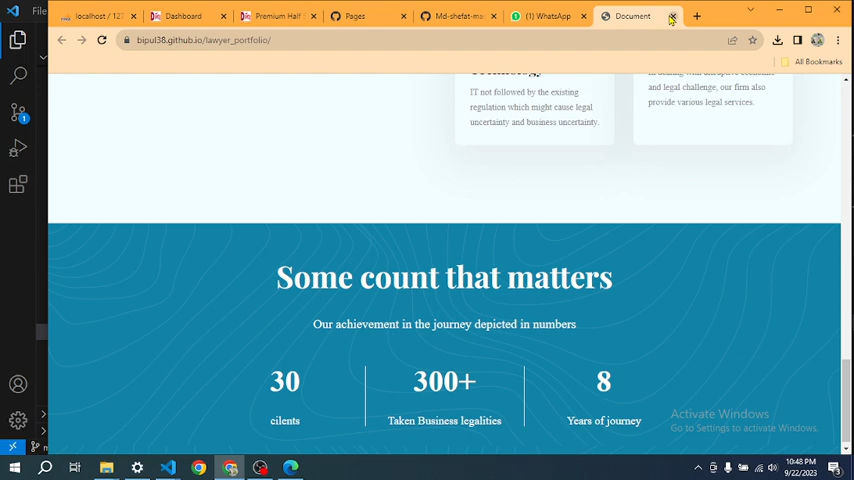 File
localhost / 127
Dashboard
Premium Half
Pages
Md-shefat-ma
(1) WhatsApp
Document
bipul38.github.io/lawyer_portfolio/
All Bookmarks
Technology
IT not followed by the existing
regulation which might cause legal
uncertainty and business uncertainty.
and legal challenge, our firm also
provide various legal services.
1
Some count that matters
Our achievement in the journey depicted in numbers
30
300+
8
cilents
Taken Business legalities
Years of journey
Activate Windows
Go to Settings to activate Windows.
10:48 PM
9/22/2023
3